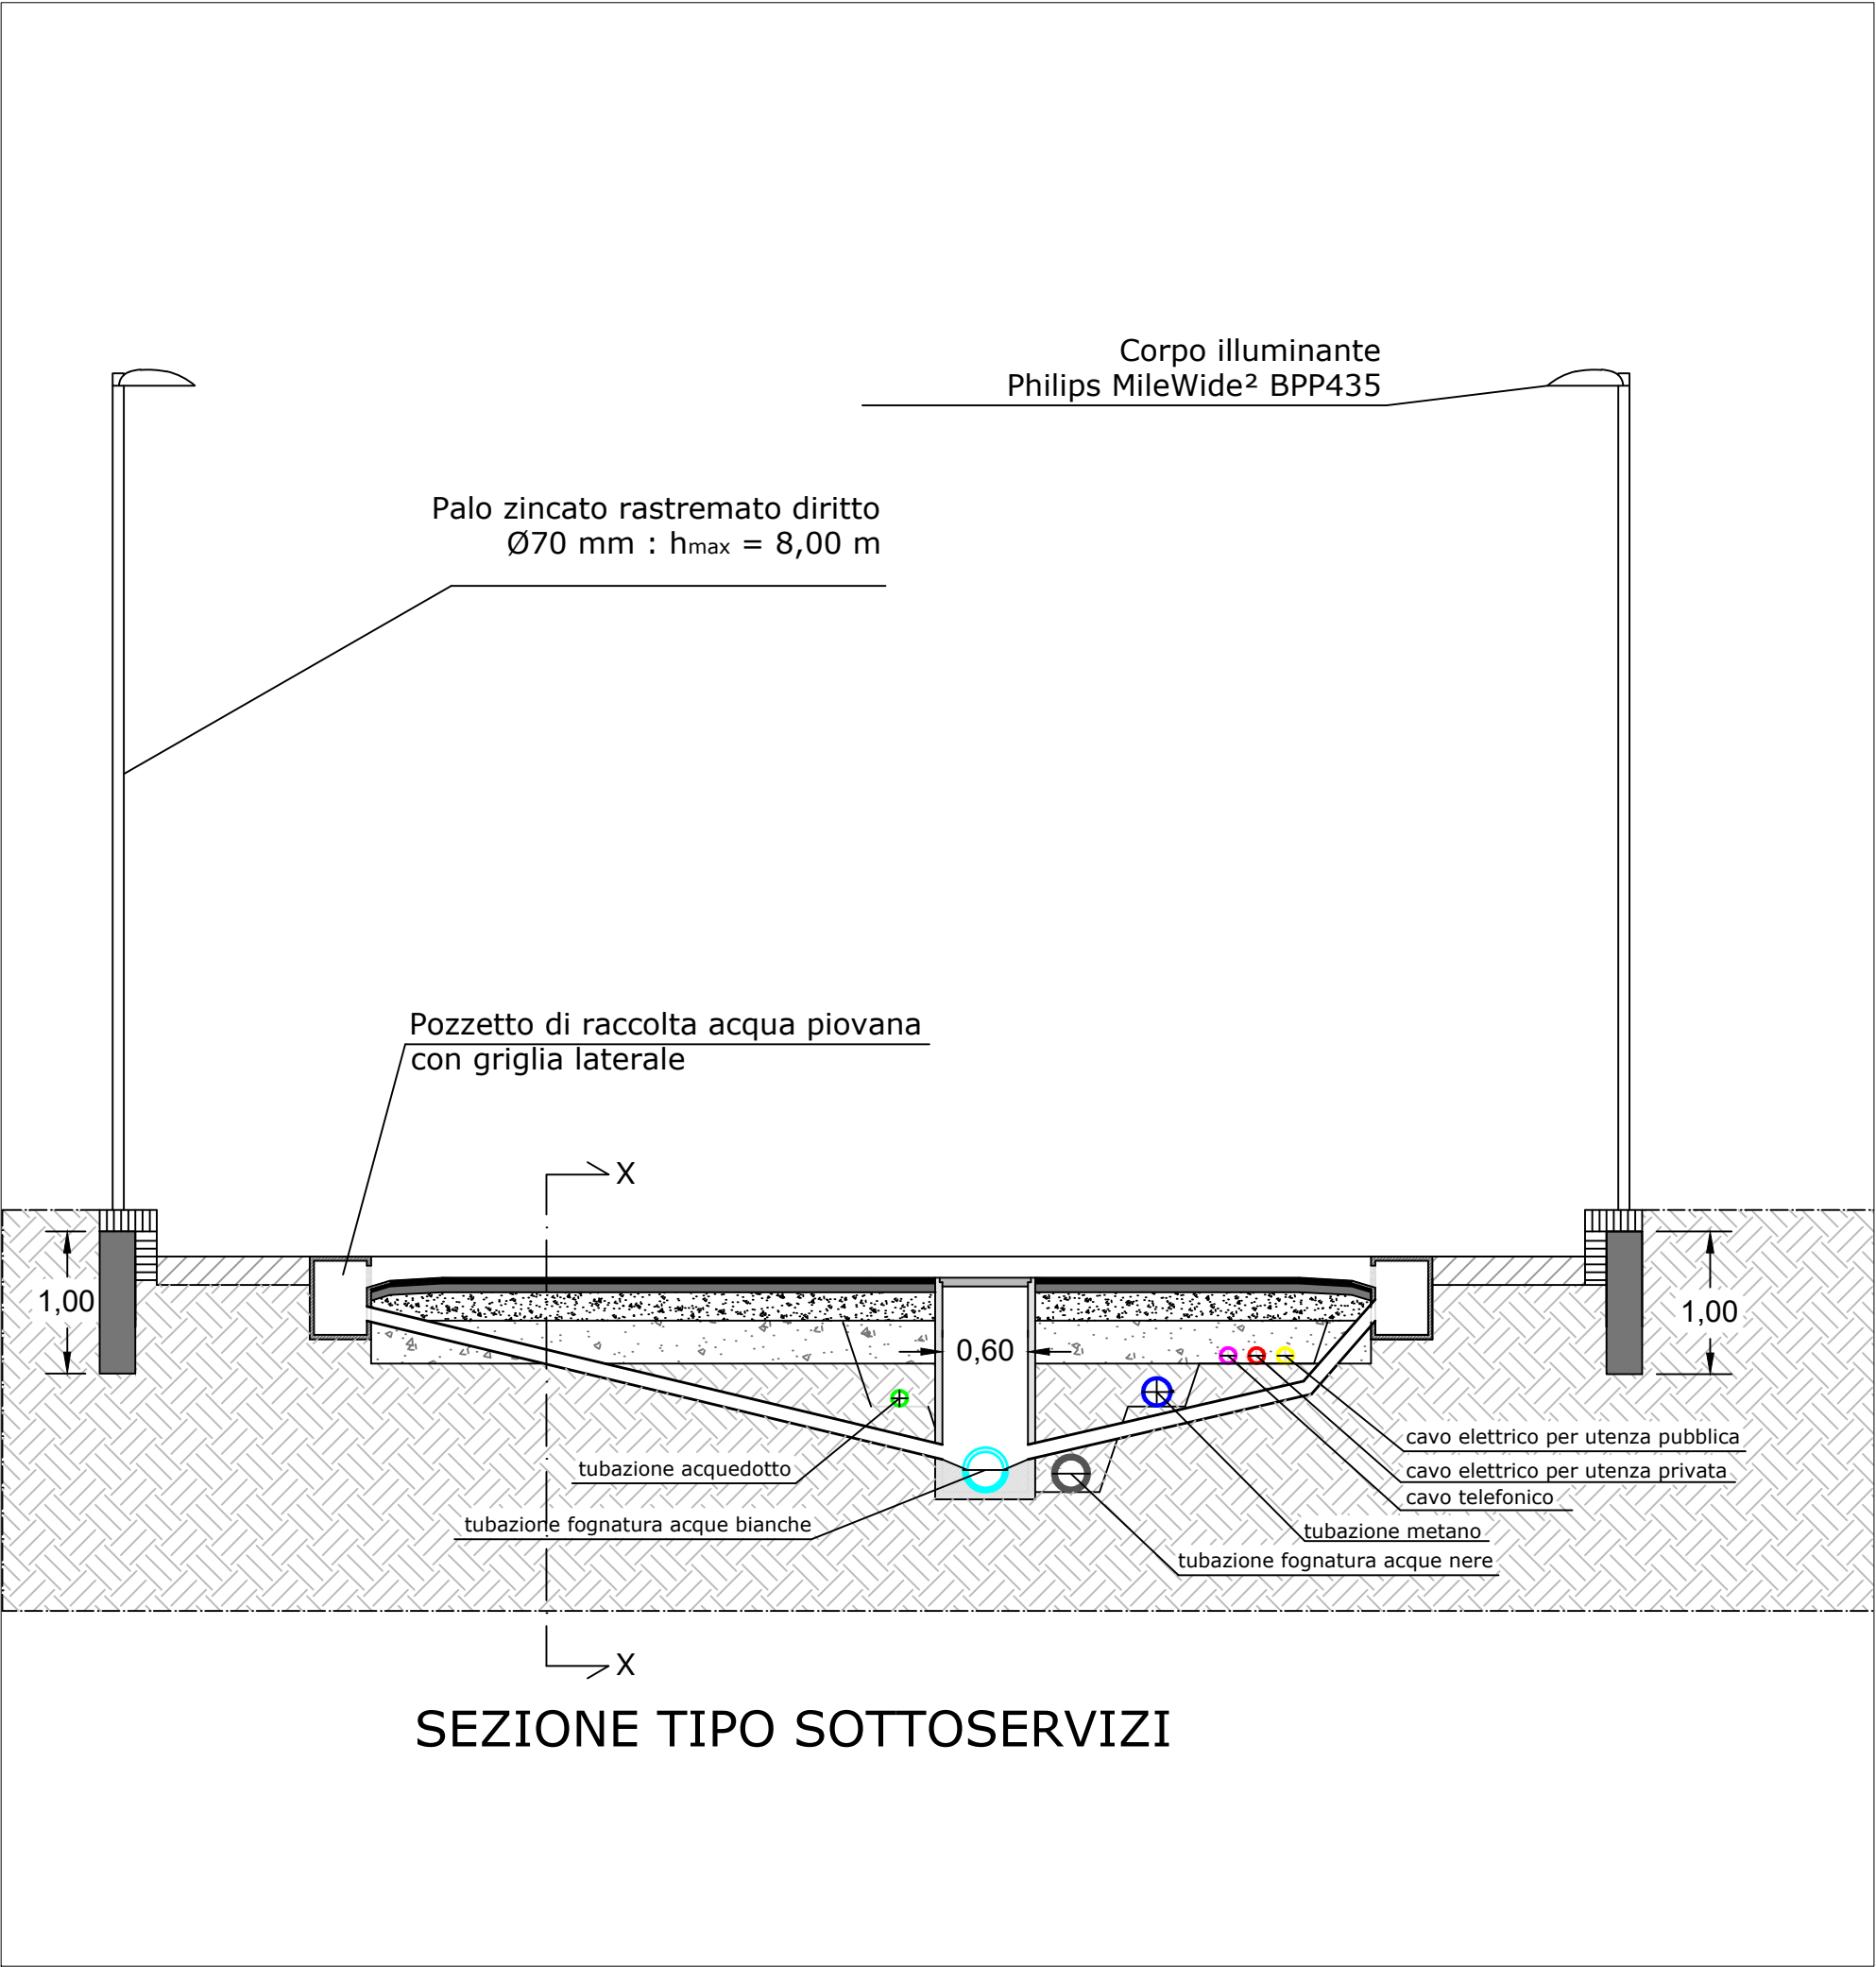 Corpo illuminante
Philips MileWide² BPP435
Palo zincato rastremato diritto
Ø70 mm : hmax = 8,00 m
Pozzetto di raccolta acqua piovana
con griglia laterale
X
1,00
1,00
0,60
cavo elettrico per utenza pubblica
tubazione acquedotto
cavo elettrico per utenza privata
cavo telefonico
tubazione fognatura acque bianche
tubazione metano
tubazione fognatura acque nere
X
SEZIONE TIPO SOTTOSERVIZI